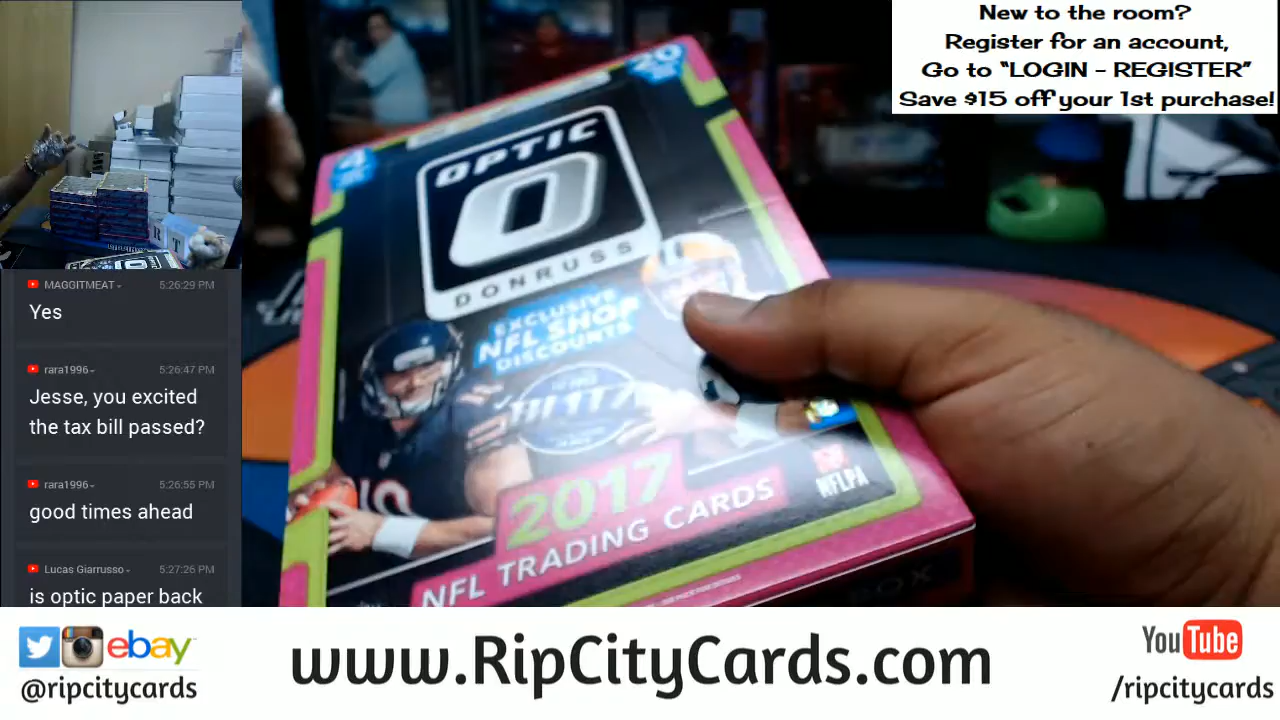 New to the room?
Register for an account,
Go to "LOGIN - REGISTER"
Save $15 off your 1st purchase!
20
4
OPTIC
DONRUSS
EXCLUSIVE
NFL SHOP
DISCOUNTS
2017
NFL TRADING CARDS
NFLPA
BOX
MAGGITMEAT 5:26:29 PM
Yes
rara1996 5:26:47 PM
Jesse, you excited
the tax bill passed?
rara1996 5:26:55 PM
good times ahead
Lucas Giarrusso 5:27:26 PM
is optic paper back
ebay
@ripcitycards
www.RipCityCards.com
YouTube
/ripcitycards